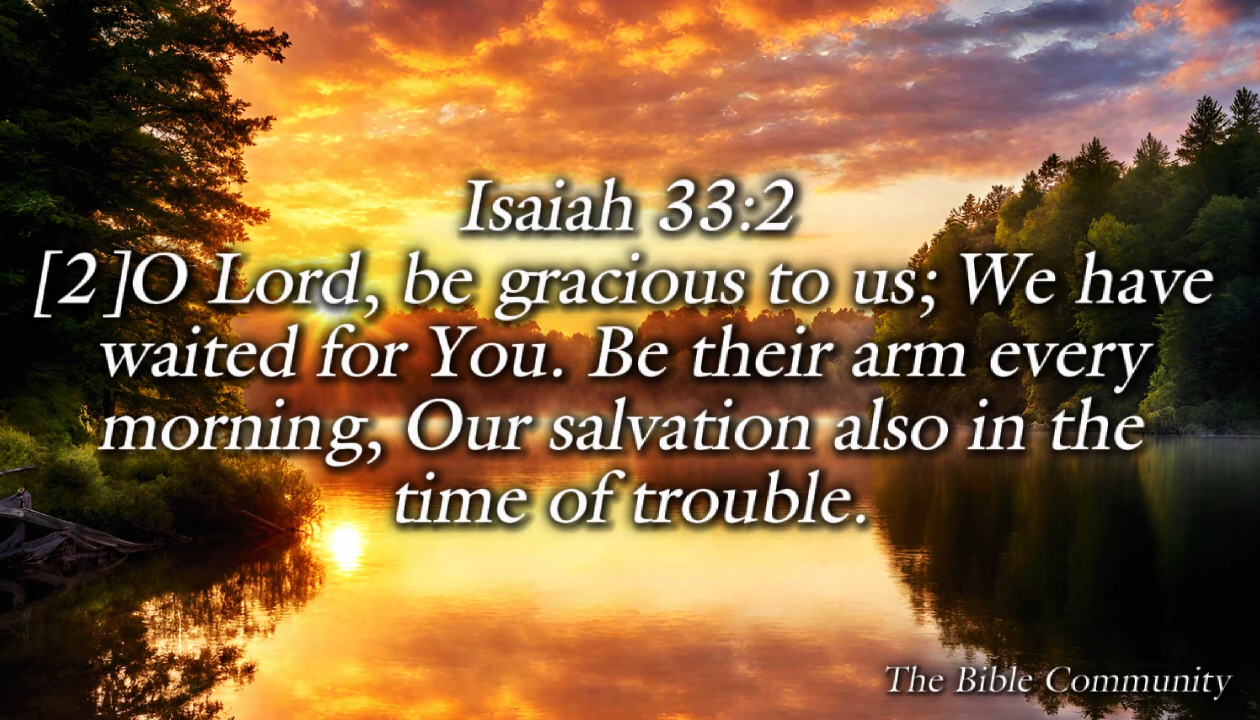 Isaiah 33:2
[2]O Lord, be gracious to us; We have
waited for You. Be their arm every
morning, Our salvation also in the
time of trouble.
The Bible Community